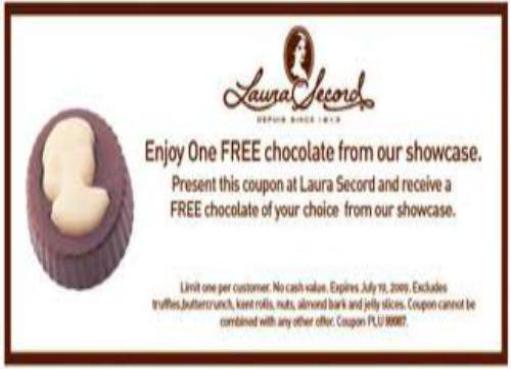 Laura Secord
DEPUIS SINCE 1913
Enjoy One FREE chocolate from our showcase.
Present this coupon at Laura Secord and receive a
FREE chocolate of your choice from our showcase.
Limit one per customer. No cash value. Expires July 2009. Excludes
truffles, buttercrunch, kent rolls, nuts, almond bark and jelly slices. Coupon cannot be
combined with any other offer. Coupon PLU